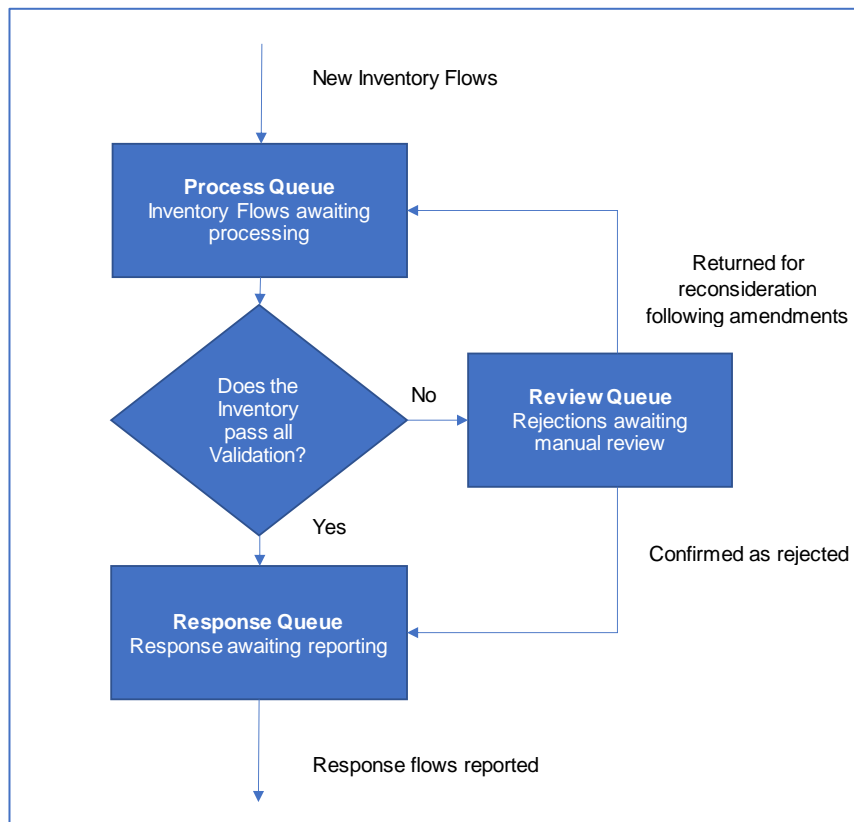 New Inventory Flows
Process Queue
Inventory Flows awaiting
processing
Returned for
reconsideration
following amendments
Does the
Inventory
pass all
Validation?
No
Review Queue
Rejections awaiting
manual review
Yes
Confirmed as rejected
Response Queue
Response awaiting reporting
Response flows reported